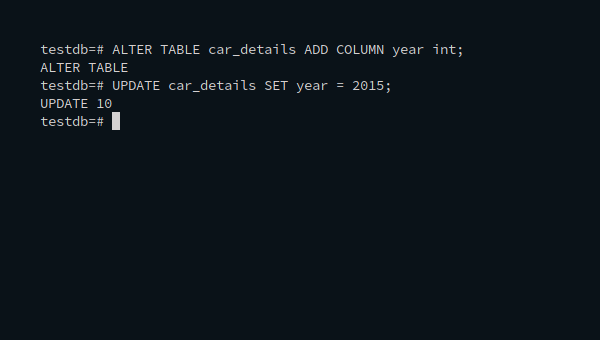 testdb=# ALTER TABLE car_details ADD COLUMN year int;
ALTER TABLE
testdb=# UPDATE car_details SET year = 2015;
UPDATE 10
testdb=#